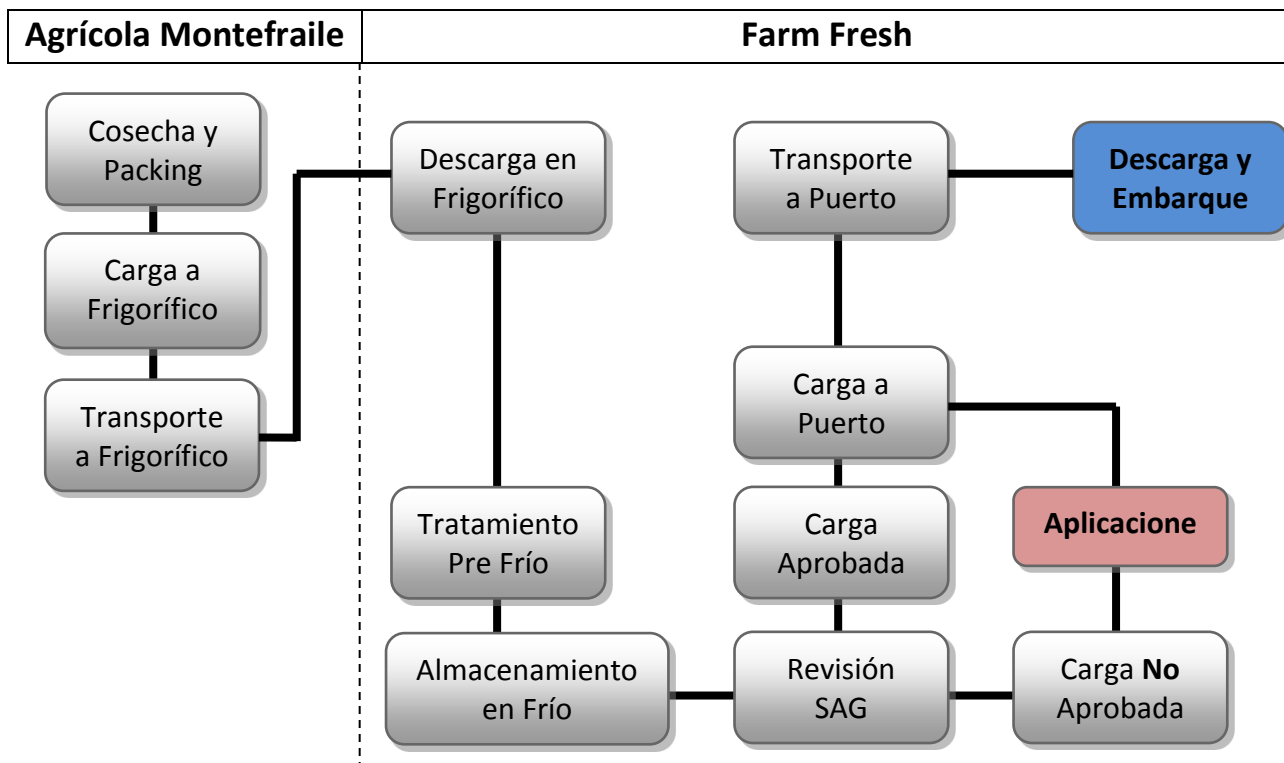 Agrícola Montefraile
Farm Fresh
Cosecha y
Packing
Carga a
Frigorífico
Transporte
a Frigorífico
Descarga en
Frigorífico
Tratamiento
Pre Frío
Almacenamiento
en Frío
Revisión
SAG
Carga
Aprobada
Carga No
Aprobada
Aplicacione
Carga a
Puerto
Transporte
a Puerto
Descarga y
Embarque